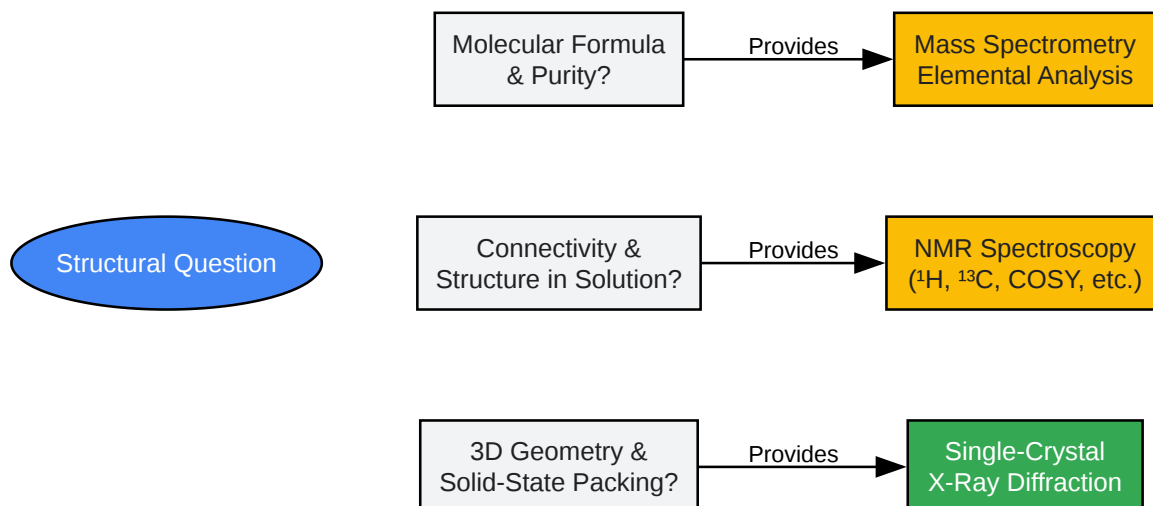 Molecular Formula
& Purity?
Provides
Mass Spectrometry
Elemental Analysis
Structural Question
Connectivity &
Structure in Solution?
Provides
NMR Spectroscopy
(¹H, ¹³C, COSY, etc.)
3D Geometry &
Solid-State Packing?
Provides
Single-Crystal
X-Ray Diffraction